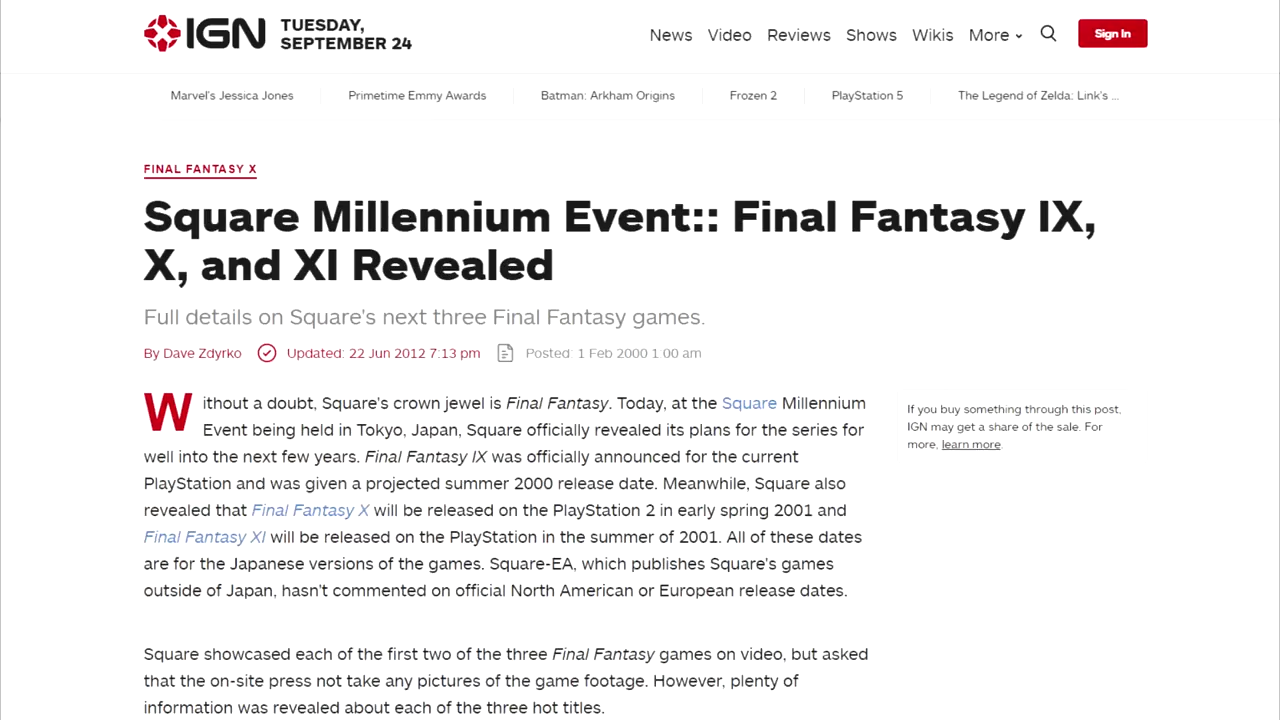 IGN
TUESDAY,
SEPTEMBER 24
News Video Reviews Shows Wikis More Sign In
Marvel's Jessica Jones Primetime Emmy Awards Batman: Arkham Origins Frozen 2 PlayStation 5 The Legend of Zelda: Link's ...
FINAL FANTASY X
Square Millennium Event:: Final Fantasy IX,
X, and XI Revealed
Full details on Square's next three Final Fantasy games.
By Dave Zdyrko Updated: 22 Jun 2012 7:13 pm Posted: 1 Feb 2000 1:00 am
Without a doubt, Square's crown jewel is Final Fantasy. Today, at the Square Millennium
Event being held in Tokyo, Japan, Square officially revealed its plans for the series for
well into the next few years. Final Fantasy IX was officially announced for the current
PlayStation and was given a projected summer 2000 release date. Meanwhile, Square also
revealed that Final Fantasy X will be released on the PlayStation 2 in early spring 2001 and
Final Fantasy XI will be released on the PlayStation in the summer of 2001. All of these dates
are for the Japanese versions of the games. Square-EA, which publishes Square's games
outside of Japan, hasn't commented on official North American or European release dates.
Square showcased each of the first two of the three Final Fantasy games on video, but asked
that the on-site press not take any pictures of the game footage. However, plenty of
information was revealed about each of the three hot titles.
If you buy something through this post,
IGN may get a share of the sale. For
more, learn more.